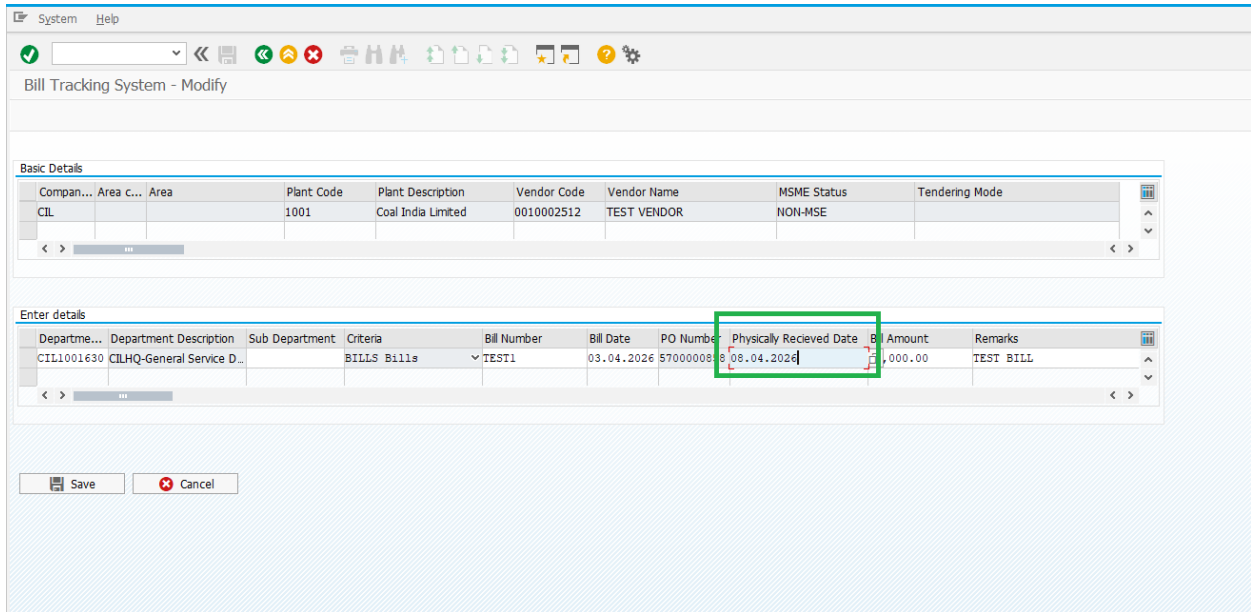 System Help
Bill Tracking System - Modify
Basic Details
Compan... Area c... Area Plant Code Plant Description Vendor Code Vendor Name MSME Status Tendering Mode
CIL 1001 Coal India Limited 0010002512 TEST VENDOR NON-MSE
Enter details
Departme... Department Description Sub Department Criteria Bill Number Bill Date PO Number Physically Recieved Date Bill Amount Remarks
CIL1001630 CILHQ-General Service D... BILLS Bills TEST1 03.04.2026 5700000858 08.04.2026 ,000.00 TEST BILL
Save Cancel